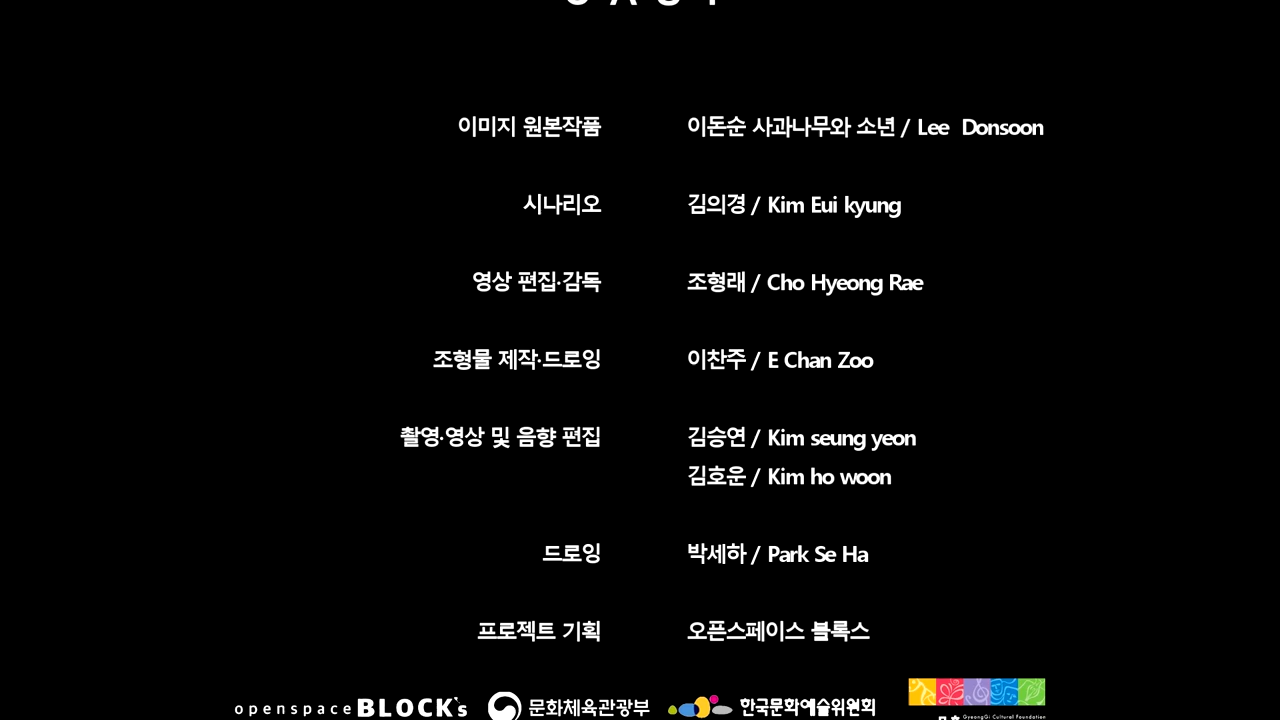 이미지 원본작품 이돈순 사과나무와 소년 / Lee Donsoon
시나리오 김의경 / Kim Eui kyung
영상 편집·감독 조형래 / Cho Hyeong Rae
조형물 제작·드로잉 이찬주 / E Chan Zoo
촬영·영상 및 음향 편집 김승연 / Kim seung yeon
김호운 / Kim ho woon
드로잉 박세하 / Park Se Ha
프로젝트 기획 오픈스페이스 블록스
openspace BLOCK's 문화체육관광부 한국문화예술위원회
GyeongGi Cultural Foundation